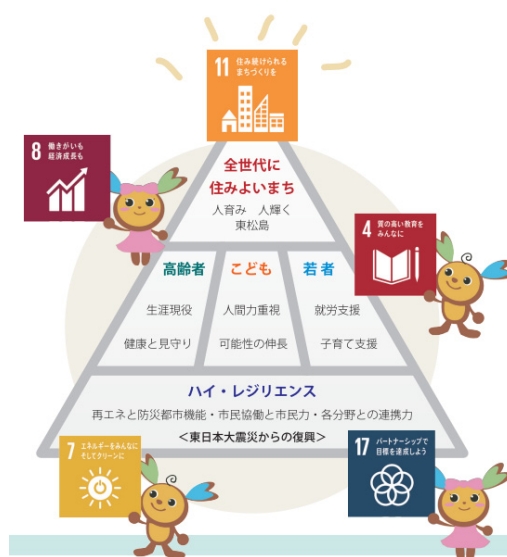 11 住み続けられる
まちづくりを
8 働きがいも
経済成長も
全世代に
住みよいまち
人育み 人輝く
東松島
4 質の高い教育を
みんなに
高齢者
生涯現役
健康と見守り
こども
人間力重視
可能性の伸長
若者
就労支援
子育て支援
ハイ・レジリエンス
再エネと防災都市機能・市民協働と市民力・各分野との連携力
＜東日本大震災からの復興＞
7 エネルギーをみんなに
そしてクリーンに
17 パートナーシップで
目標を達成しよう